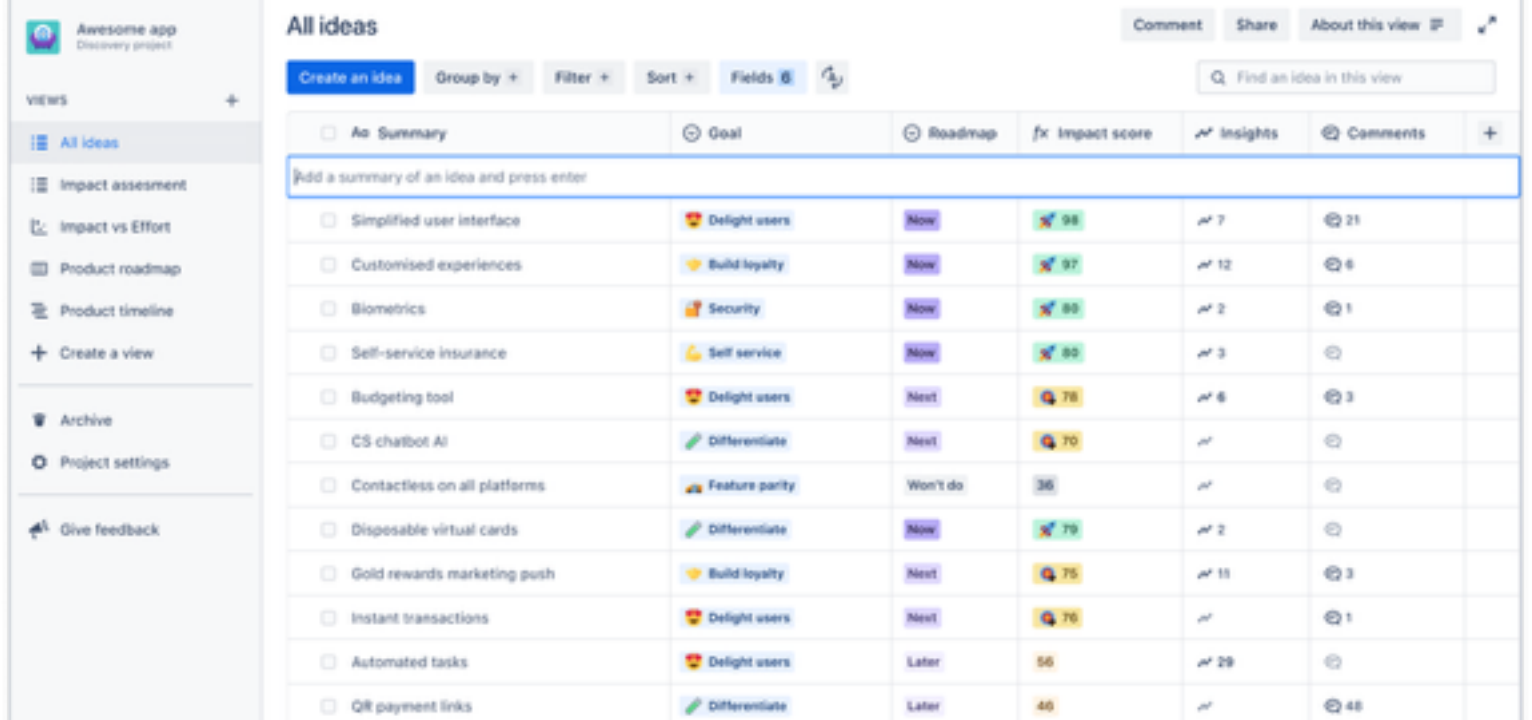 Awesome app
Discovery project
VIEWS +
All ideas
Impact assesment
Impact vs Effort
Product roadmap
Product timeline
+ Create a view
Archive
Project settings
Give feedback
All ideas
Comment Share About this view
Create an idea Group by + Filter + Sort + Fields 6 Find an idea in this view
Aa Summary Goal Roadmap fx Impact score Insights Comments +
Add a summary of an idea and press enter
Simplified user interface Delight users Now 98 7 21
Customised experiences Build loyalty Now 97 12 6
Biometrics Security Now 80 2 1
Self-service insurance Self service Now 80 3
Budgeting tool Delight users Next 78 6 3
CS chatbot AI Differentiate Next 70
Contactless on all platforms Feature parity Won't do 36
Disposable virtual cards Differentiate Now 79 2
Gold rewards marketing push Build loyalty Next 75 11 3
Instant transactions Delight users Next 76 1
Automated tasks Delight users Later 56 29
QR payment links Differentiate Later 46 48